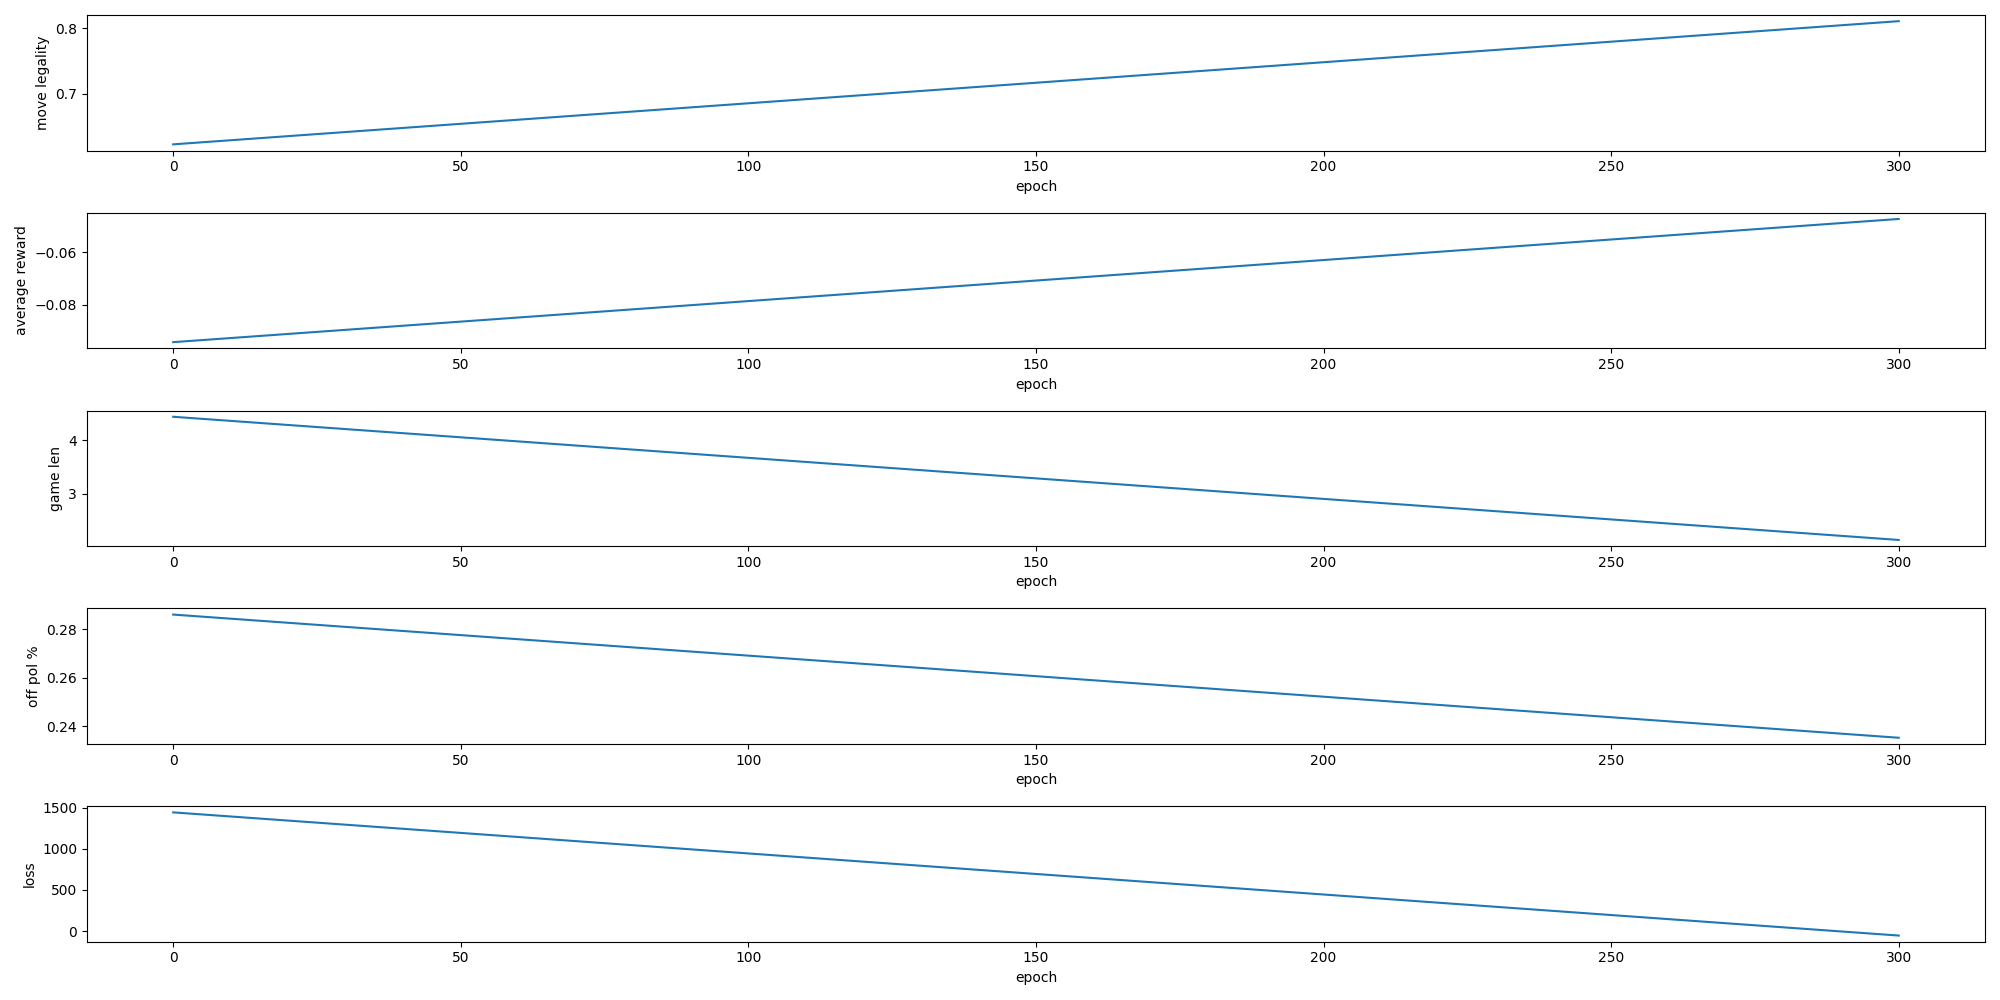 0.8
0.7
move legality
0 50 100 150 200 250 300
epoch
−0.06
−0.08
average reward
0 50 100 150 200 250 300
epoch
4
3
game len
0 50 100 150 200 250 300
epoch
0.28
0.26
0.24
off pol %
0 50 100 150 200 250 300
epoch
1500
1000
500
0
loss
0 50 100 150 200 250 300
epoch